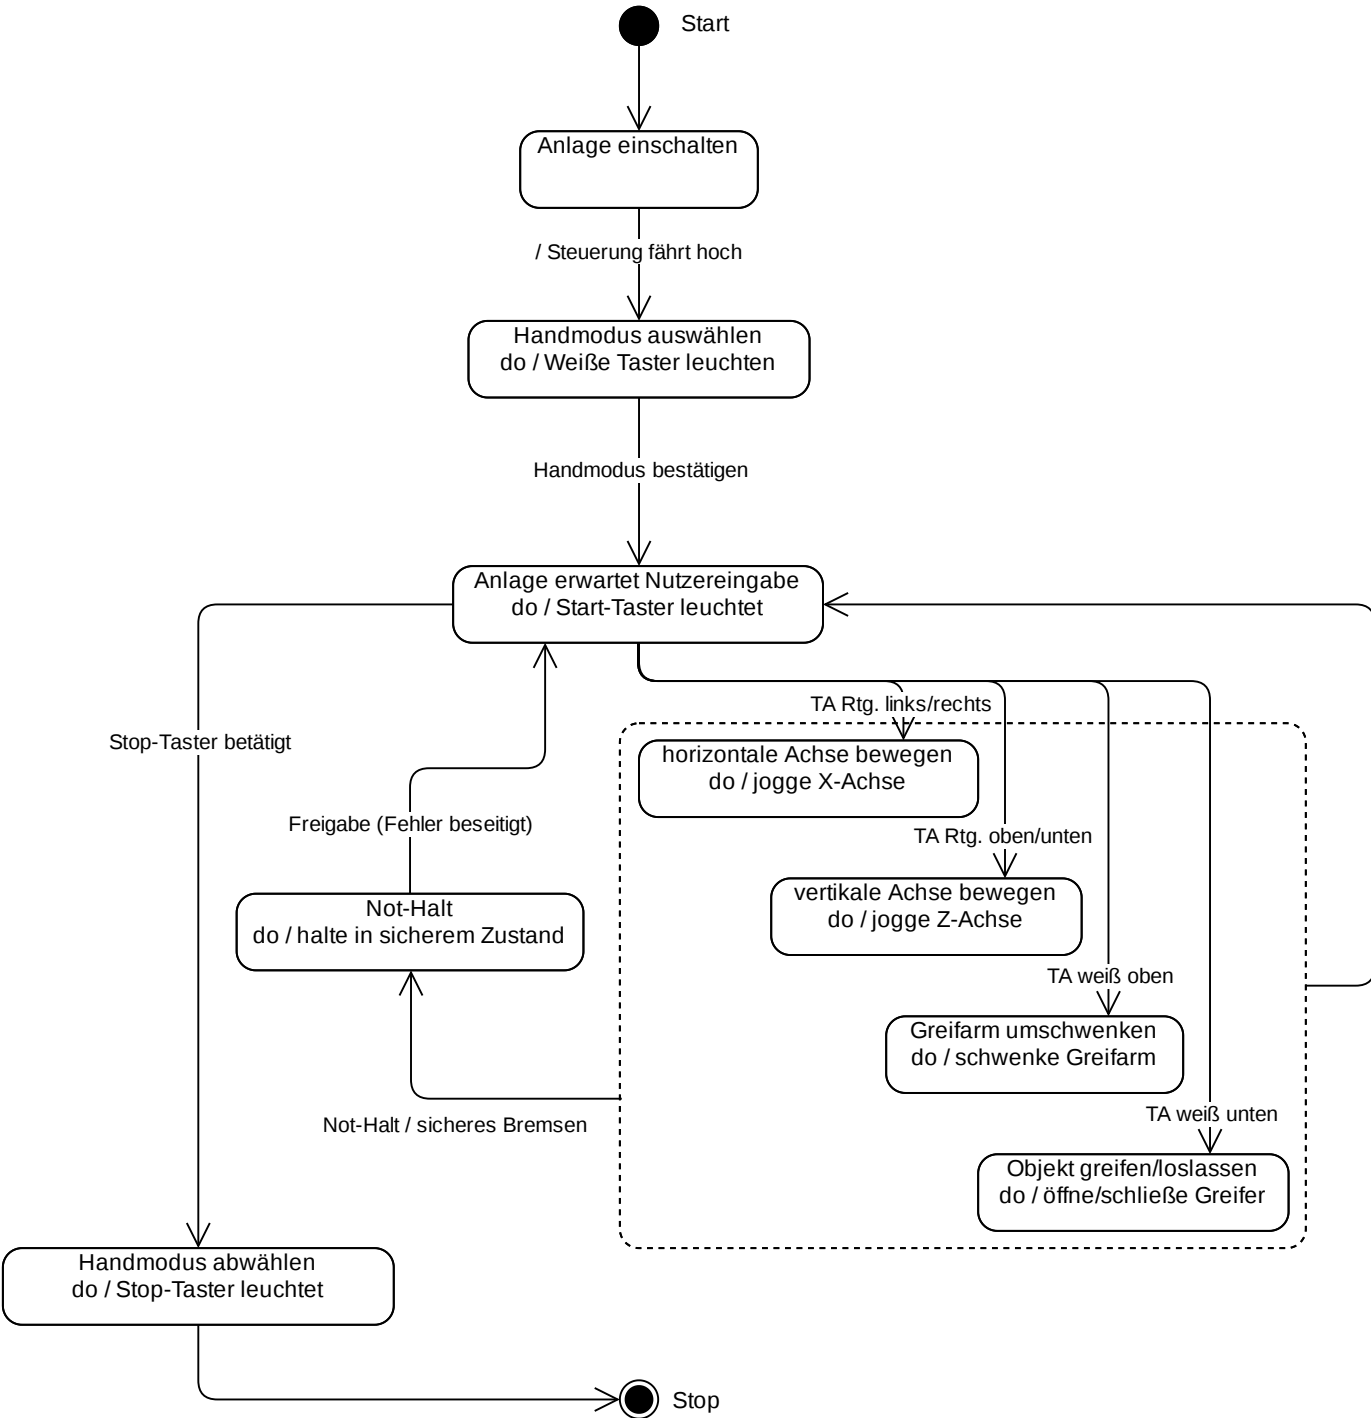 Start
Anlage einschalten
/ Steuerung fährt hoch
Handmodus auswählen
do / Weiße Taster leuchten
Handmodus bestätigen
Anlage erwartet Nutzereingabe
do / Start-Taster leuchtet
TA Rtg. links/rechts
Stop-Taster betätigt
horizontale Achse bewegen
do / jogge X-Achse
Freigabe (Fehler beseitigt)
TA Rtg. oben/unten
vertikale Achse bewegen
do / jogge Z-Achse
Not-Halt
do / halte in sicherem Zustand
TA weiß oben
Greifarm umschwenken
do / schwenke Greifarm
TA weiß unten
Not-Halt / sicheres Bremsen
Objekt greifen/loslassen
do / öffne/schließe Greifer
Handmodus abwählen
do / Stop-Taster leuchtet
Stop